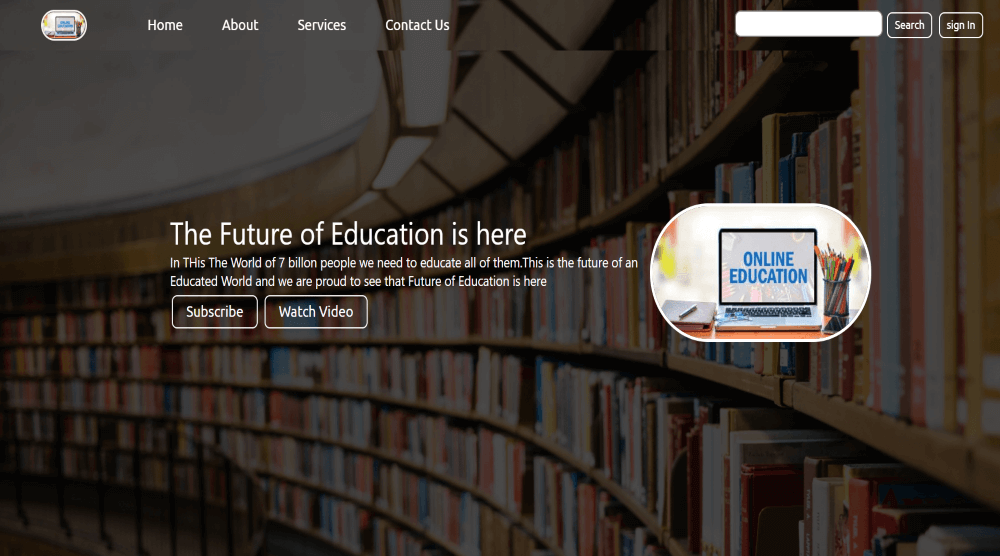 Home About Services Contact Us Search sign In
The Future of Education is here
In THis The World of 7 billon people we need to educate all of them.This is the future of an
Educated World and we are proud to see that Future of Education is here
Subscribe Watch Video
ONLINE
EDUCATION